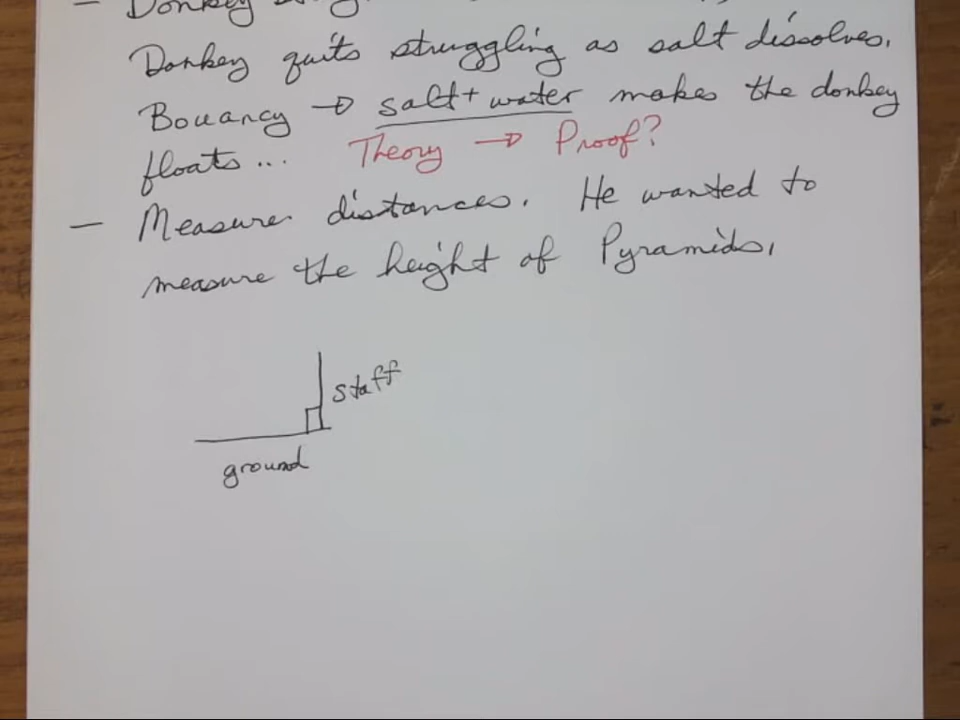 – Donkey
Donkey quits struggling as salt dissolves.
Bouancy → salt + water makes the donkey
floats... Theory → Proof?
– Measure distances. He wanted to
measure the height of Pyramids.
staff
ground